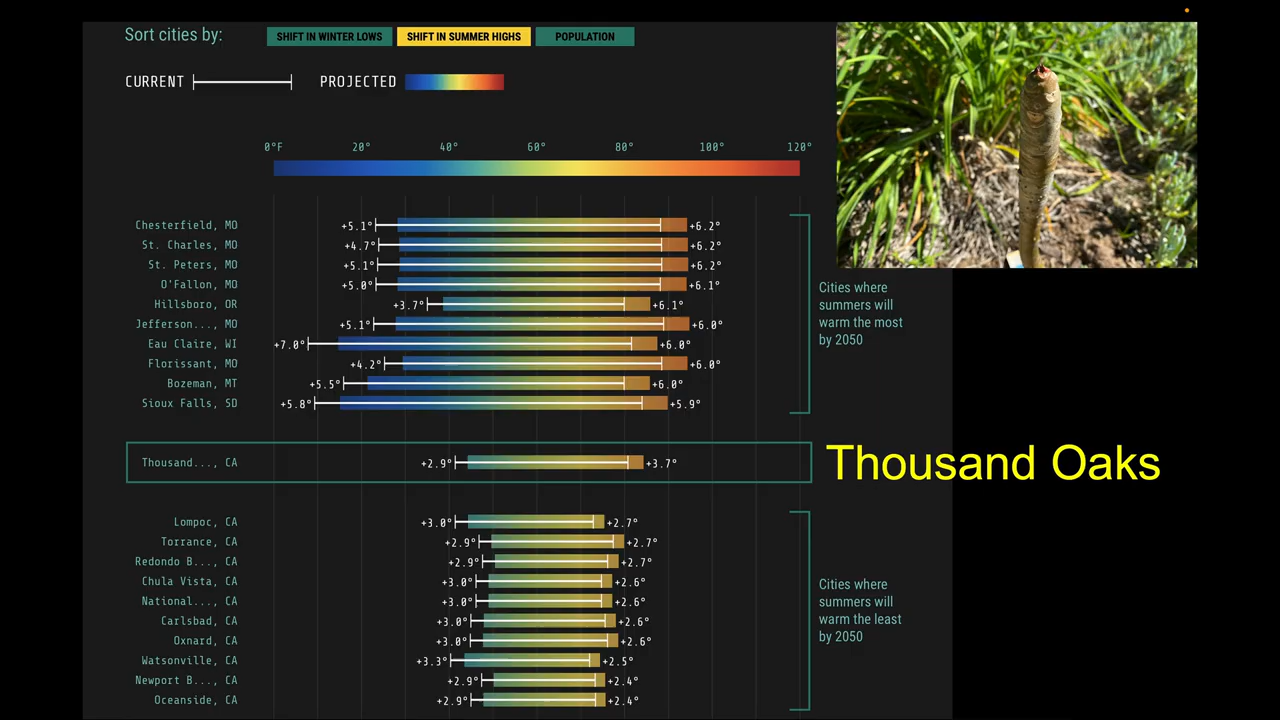 Sort cities by:
SHIFT IN WINTER LOWS
SHIFT IN SUMMER HIGHS
POPULATION
CURRENT
PROJECTED
0°F 20° 40° 60° 80° 100° 120°
Chesterfield, MO +5.1° +6.2°
St. Charles, MO +4.7° +6.2°
St. Peters, MO +5.1° +6.2°
O'Fallon, MO +5.0° +6.1°
Hillsboro, OR +3.7° +6.1°
Jefferson..., MO +5.1° +6.0°
Eau Claire, WI +7.0° +6.0°
Florissant, MO +4.2° +6.0°
Bozeman, MT +5.5° +6.0°
Sioux Falls, SD +5.8° +5.9°
Cities where
summers will
warm the most
by 2050
Thousand..., CA +2.9° +3.7°
Thousand Oaks
Lompoc, CA +3.0° +2.7°
Torrance, CA +2.9° +2.7°
Redondo B..., CA +2.9° +2.7°
Chula Vista, CA +3.0° +2.6°
National..., CA +3.0° +2.6°
Carlsbad, CA +3.0° +2.6°
Oxnard, CA +3.0° +2.6°
Watsonville, CA +3.3° +2.5°
Newport B..., CA +2.9° +2.4°
Oceanside, CA +2.9° +2.4°
Cities where
summers will
warm the least
by 2050